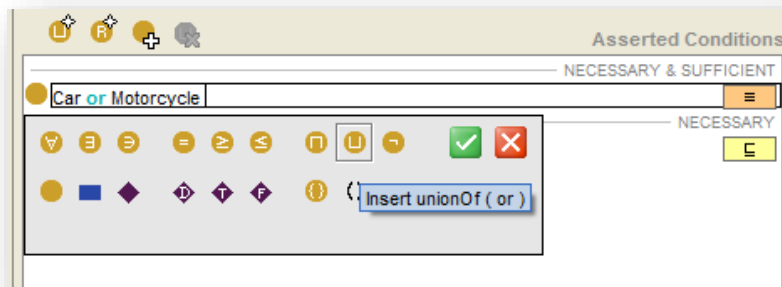 Asserted Conditions
NECESSARY & SUFFICIENT
Car or Motorcycle ≡
NECESSARY
⊑
∀ ∃ ∋ = ≥ ≤ ⊓ ⊔ ¬
D T F {} (
Insert unionOf ( or )